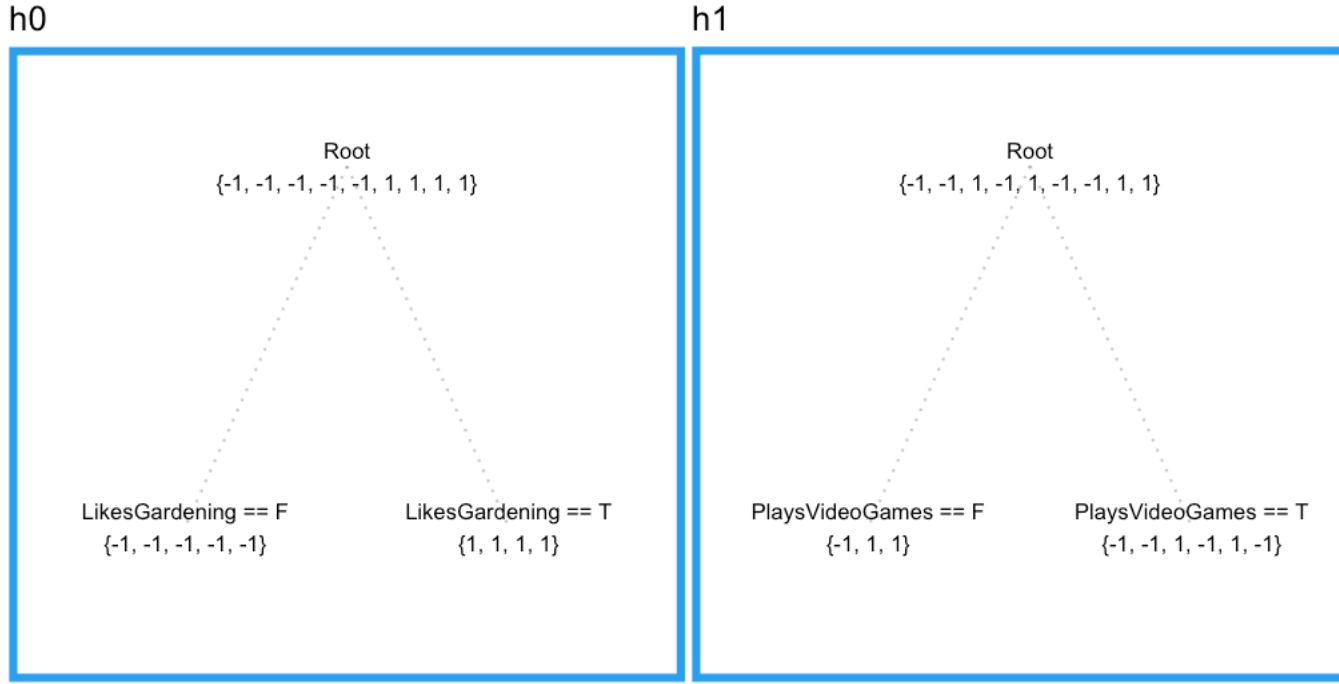 h0
Root
{-1, -1, -1, -1, -1, 1, 1, 1, 1}
LikesGardening == F
{-1, -1, -1, -1, -1}
LikesGardening == T
{1, 1, 1, 1}
h1
Root
{-1, -1, 1, -1, 1, -1, -1, 1, 1}
PlaysVideoGames == F
{-1, 1, 1}
PlaysVideoGames == T
{-1, -1, 1, -1, 1, -1}